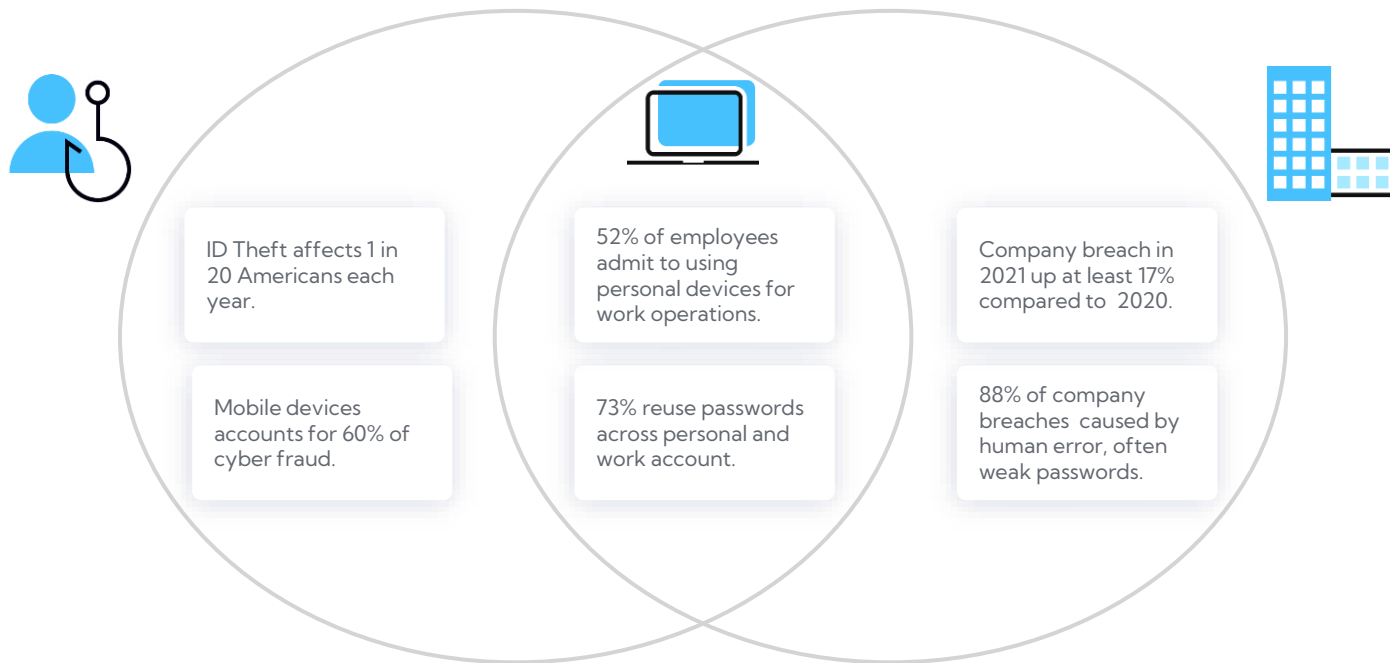 ID Theft affects 1 in
20 Americans each
year.
Mobile devices
accounts for 60% of
cyber fraud.
52% of employees
admit to using
personal devices for
work operations.
73% reuse passwords
across personal and
work account.
Company breach in
2021 up at least 17%
compared to  2020.
88% of company
breaches  caused by
human error, often
weak passwords.